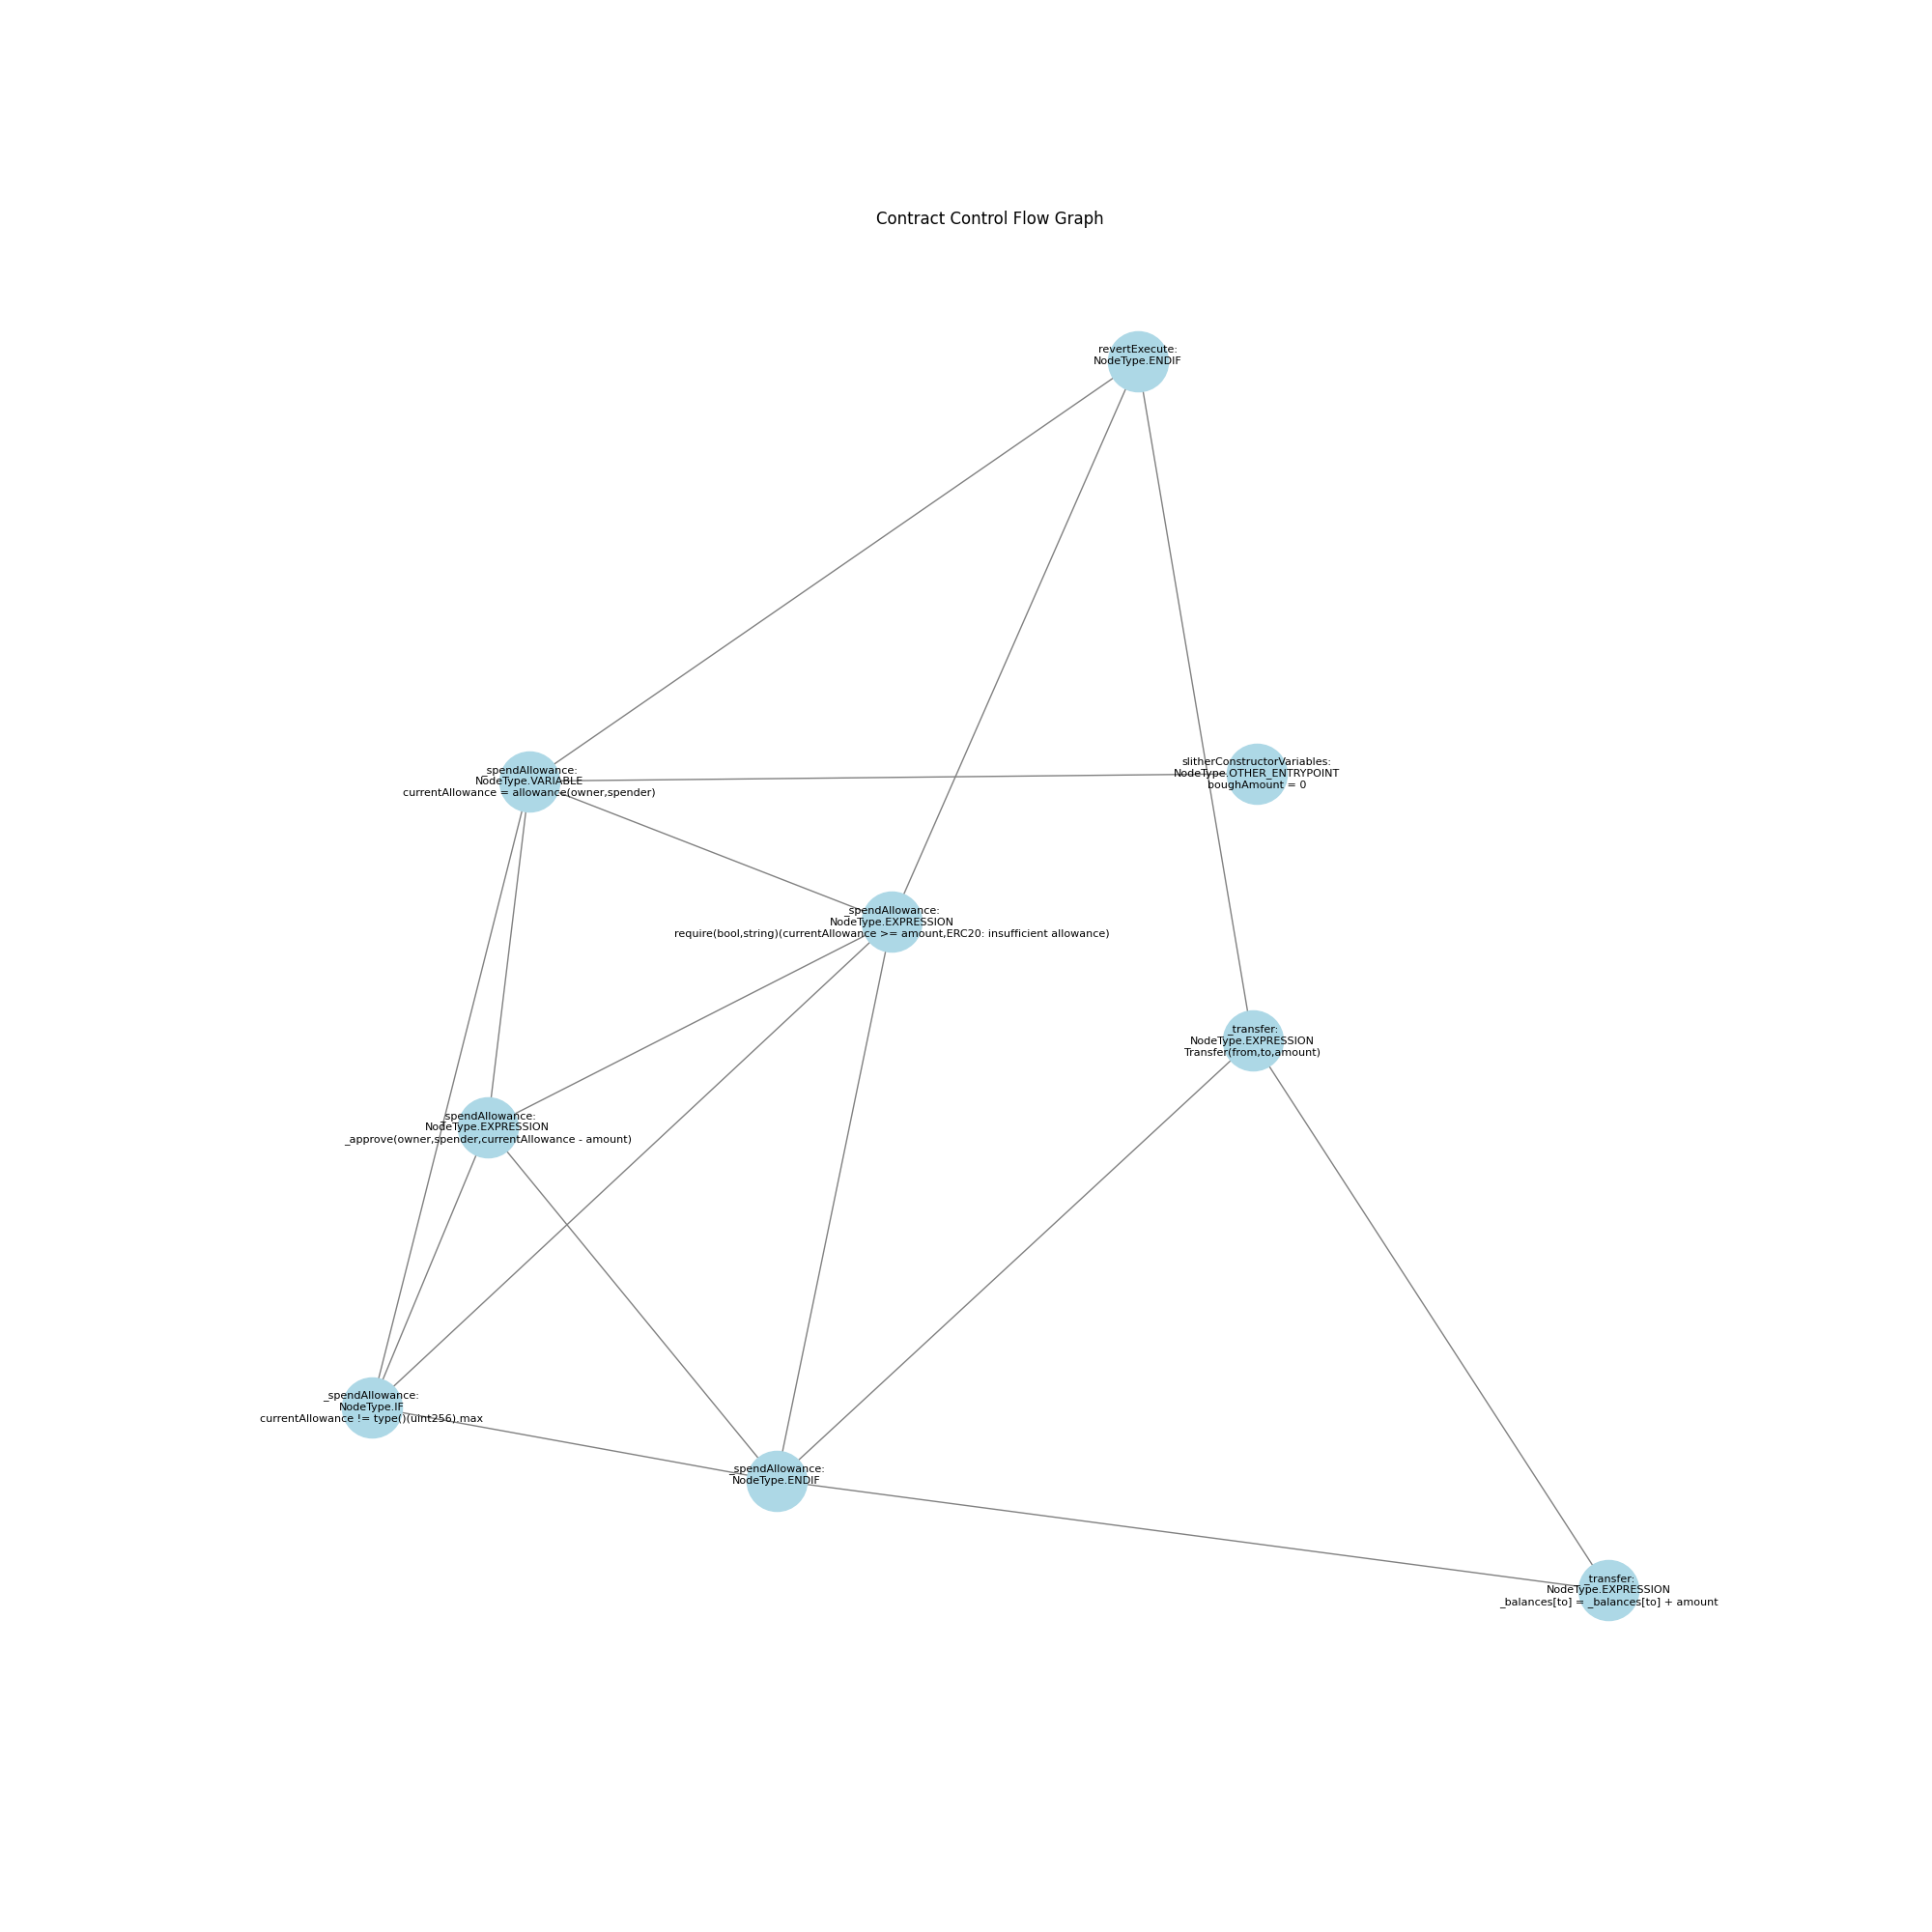 Contract Control Flow Graph
revertExecute:
NodeType.ENDIF
_spendAllowance:
NodeType.VARIABLE
currentAllowance = allowance(owner,spender)
slitherConstructorVariables:
NodeType.OTHER_ENTRYPOINT
boughAmount = 0
_spendAllowance:
NodeType.EXPRESSION
require(bool,string)(currentAllowance >= amount,ERC20: insufficient allowance)
_transfer:
NodeType.EXPRESSION
Transfer(from,to,amount)
_spendAllowance:
NodeType.EXPRESSION
_approve(owner,spender,currentAllowance - amount)
_spendAllowance:
NodeType.IF
currentAllowance != type()(uint256).max
_spendAllowance:
NodeType.ENDIF
_transfer:
NodeType.EXPRESSION
_balances[to] = _balances[to] + amount